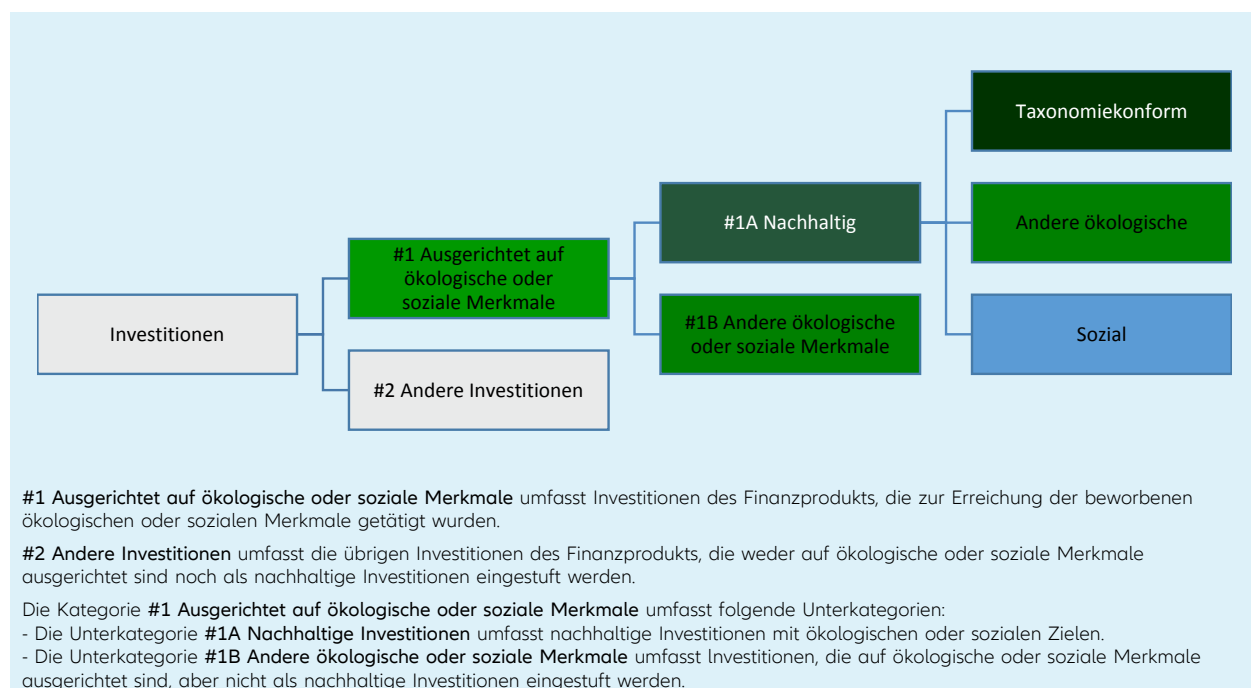 Taxonomiekonform
#1A Nachhaltig
Andere ökologische
#1 Ausgerichtet auf
ökologische oder
soziale Merkmale
Investitionen
#1B Andere ökologische
oder soziale Merkmale
Sozial
#2 Andere Investitionen
#1 Ausgerichtet auf ökologische oder soziale Merkmale umfasst Investitionen des Finanzprodukts, die zur Erreichung der beworbenen
ökologischen oder sozialen Merkmale getätigt wurden.
#2 Andere Investitionen umfasst die übrigen Investitionen des Finanzprodukts, die weder auf ökologische oder soziale Merkmale
ausgerichtet sind noch als nachhaltige Investitionen eingestuft werden.
Die Kategorie #1 Ausgerichtet auf ökologische oder soziale Merkmale umfasst folgende Unterkategorien:
- Die Unterkategorie #1A Nachhaltige Investitionen umfasst nachhaltige Investitionen mit ökologischen oder sozialen Zielen.
- Die Unterkategorie #1B Andere ökologische oder soziale Merkmale umfasst lnvestitionen, die auf ökologische oder soziale Merkmale
ausgerichtet sind, aber nicht als nachhaltige Investitionen eingestuft werden.